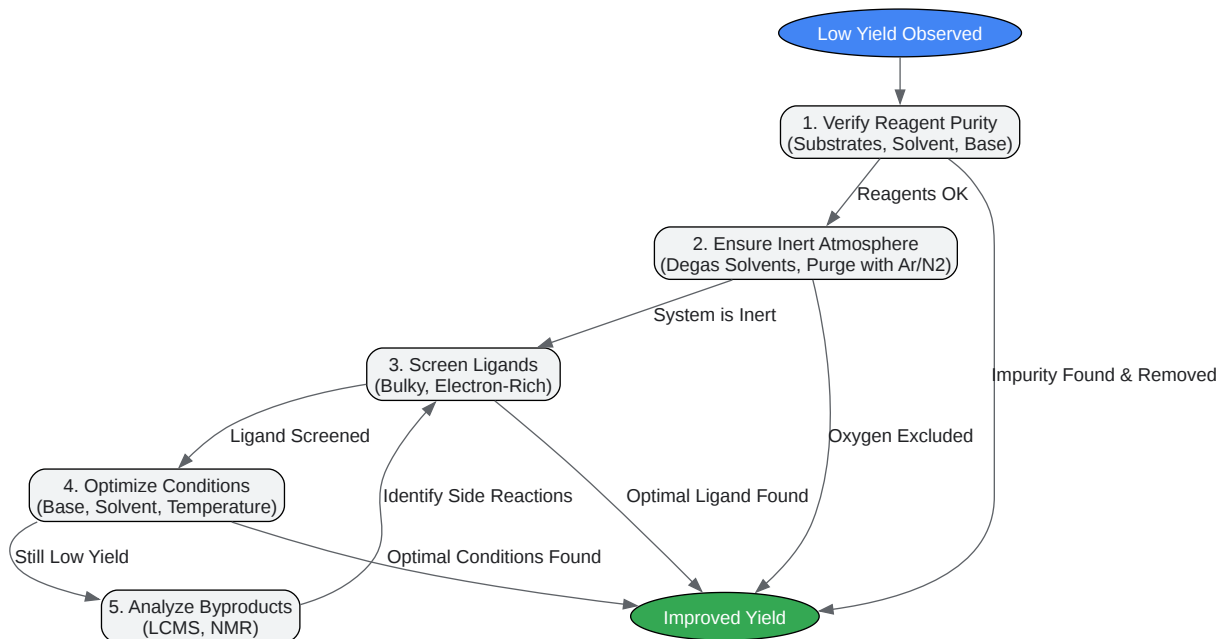 Low Yield Observed
1. Verify Reagent Purity
(Substrates, Solvent, Base)
Reagents OK
2. Ensure Inert Atmosphere
(Degas Solvents, Purge with Ar/N2)
System is Inert
3. Screen Ligands
(Bulky, Electron-Rich)
Impurity Found & Removed
Ligand Screened
Oxygen Excluded
4. Optimize Conditions
(Base, Solvent, Temperature)
Identify Side Reactions
Optimal Ligand Found
Still Low Yield
Optimal Conditions Found
5. Analyze Byproducts
(LCMS, NMR)
Improved Yield